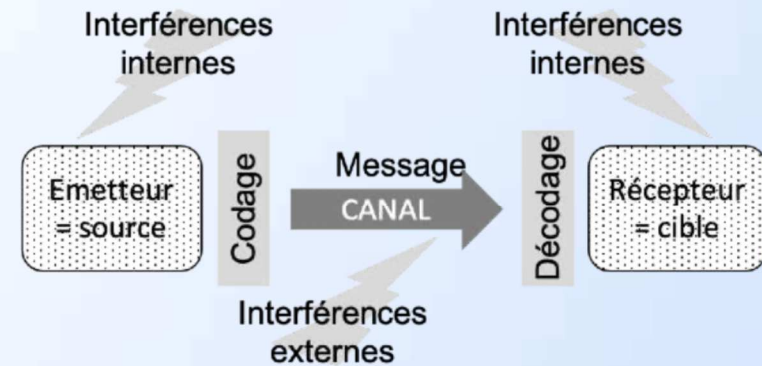 Interférences
internes
Interférences
internes
Emetteur
= source
Codage
Message
CANAL
Décodage
Récepteur
= cible
Interférences
externes